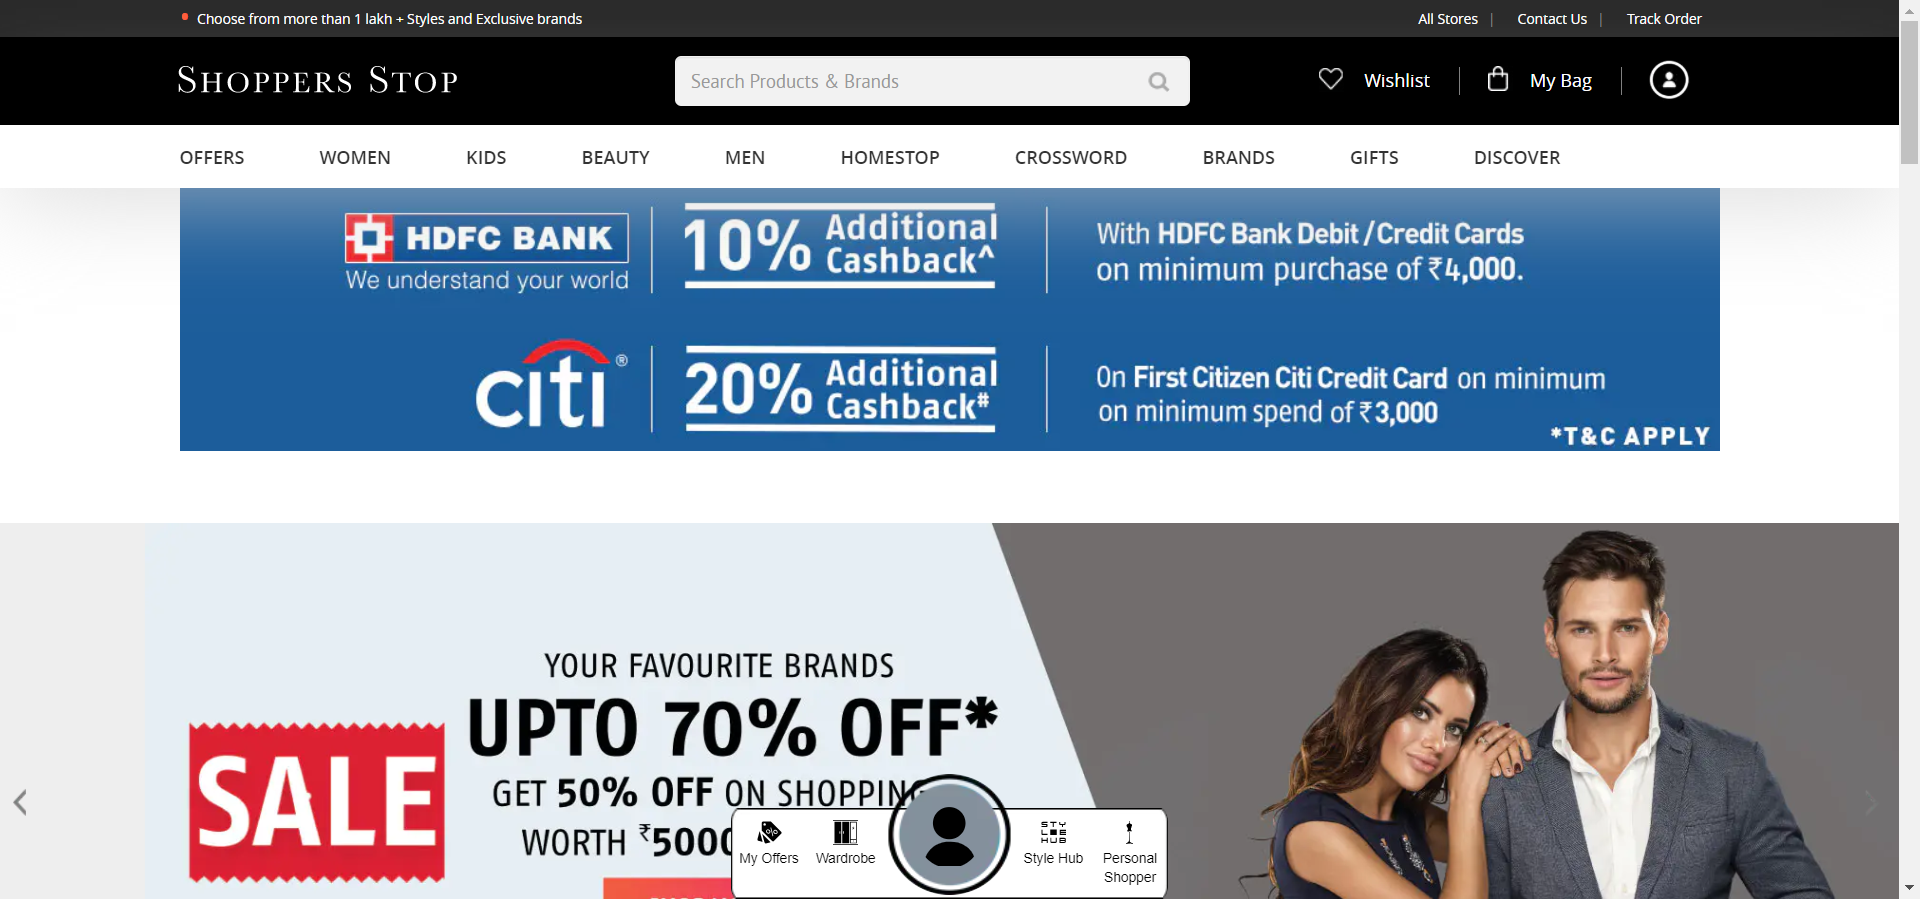 Choose from more than 1 lakh + Styles and Exclusive brands
All Stores | Contact Us | Track Order
SHOPPERS STOP
Search Products & Brands
Wishlist
My Bag
OFFERS WOMEN KIDS BEAUTY MEN HOMESTOP CROSSWORD BRANDS GIFTS DISCOVER
HDFC BANK
We understand your world
10% Additional Cashback^
With HDFC Bank Debit / Credit Cards
on minimum purchase of ₹4,000.
citi®
20% Additional Cashback#
On First Citizen Citi Credit Card on minimum
on minimum spend of ₹3,000
*T&C APPLY
YOUR FAVOURITE BRANDS
UPTO 70% OFF*
SALE
GET 50% OFF ON SHOPPING
WORTH ₹5000
My Offers
Wardrobe
STYLE HUB
Style Hub
Personal
Shopper